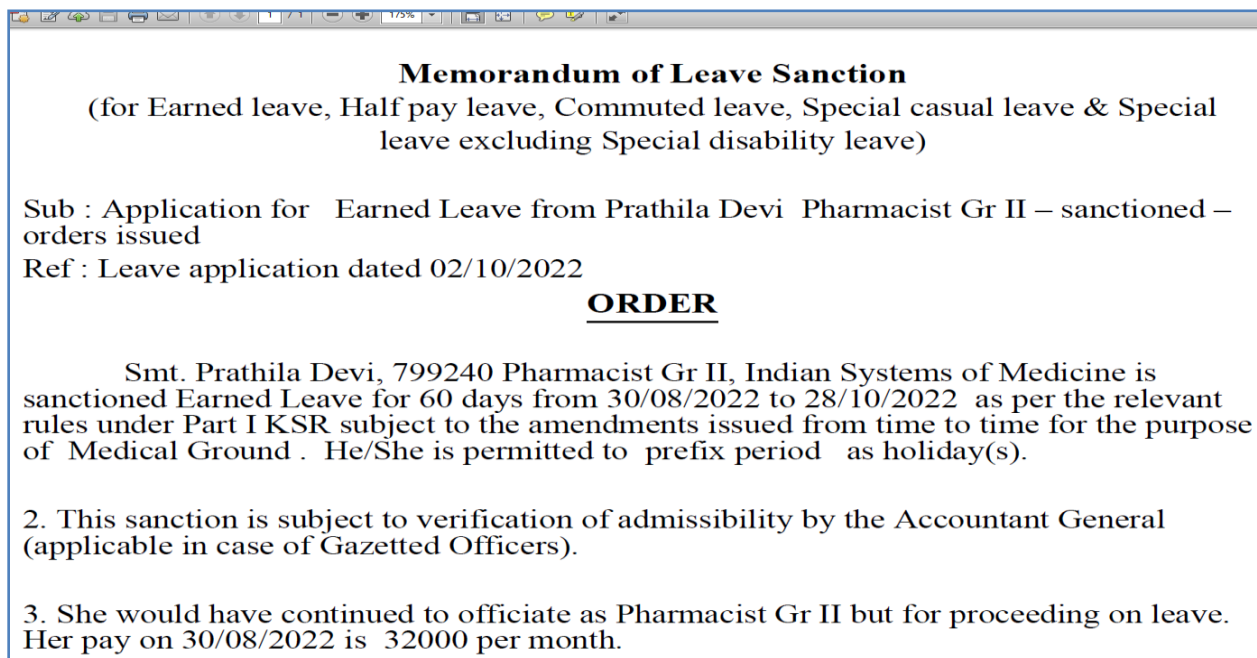 1 / 1 175%
Memorandum of Leave Sanction
(for Earned leave, Half pay leave, Commuted leave, Special casual leave & Special
leave excluding Special disability leave)
Sub : Application for Earned Leave from Prathila Devi Pharmacist Gr II – sanctioned –
orders issued
Ref : Leave application dated 02/10/2022
ORDER
Smt. Prathila Devi, 799240 Pharmacist Gr II, Indian Systems of Medicine is
sanctioned Earned Leave for 60 days from 30/08/2022 to 28/10/2022 as per the relevant
rules under Part I KSR subject to the amendments issued from time to time for the purpose
of Medical Ground . He/She is permitted to prefix period as holiday(s).
2. This sanction is subject to verification of admissibility by the Accountant General
(applicable in case of Gazetted Officers).
3. She would have continued to officiate as Pharmacist Gr II but for proceeding on leave.
Her pay on 30/08/2022 is 32000 per month.